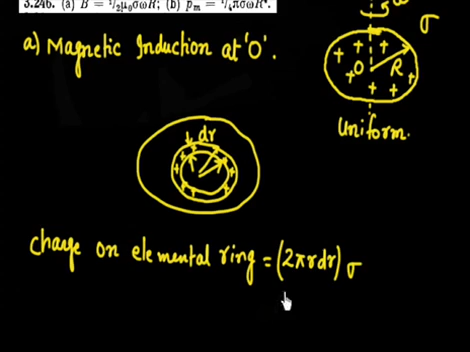 3.246. (a) B = ¹/₂μ₀σωR; (b) pₘ = ¹/₄πσωR⁴.
ω
σ
a) Magnetic Induction at 'O'.
+ + +
+ O R +
+ + +
uniform.
dr
charge on elemental ring = (2πrdr) σ